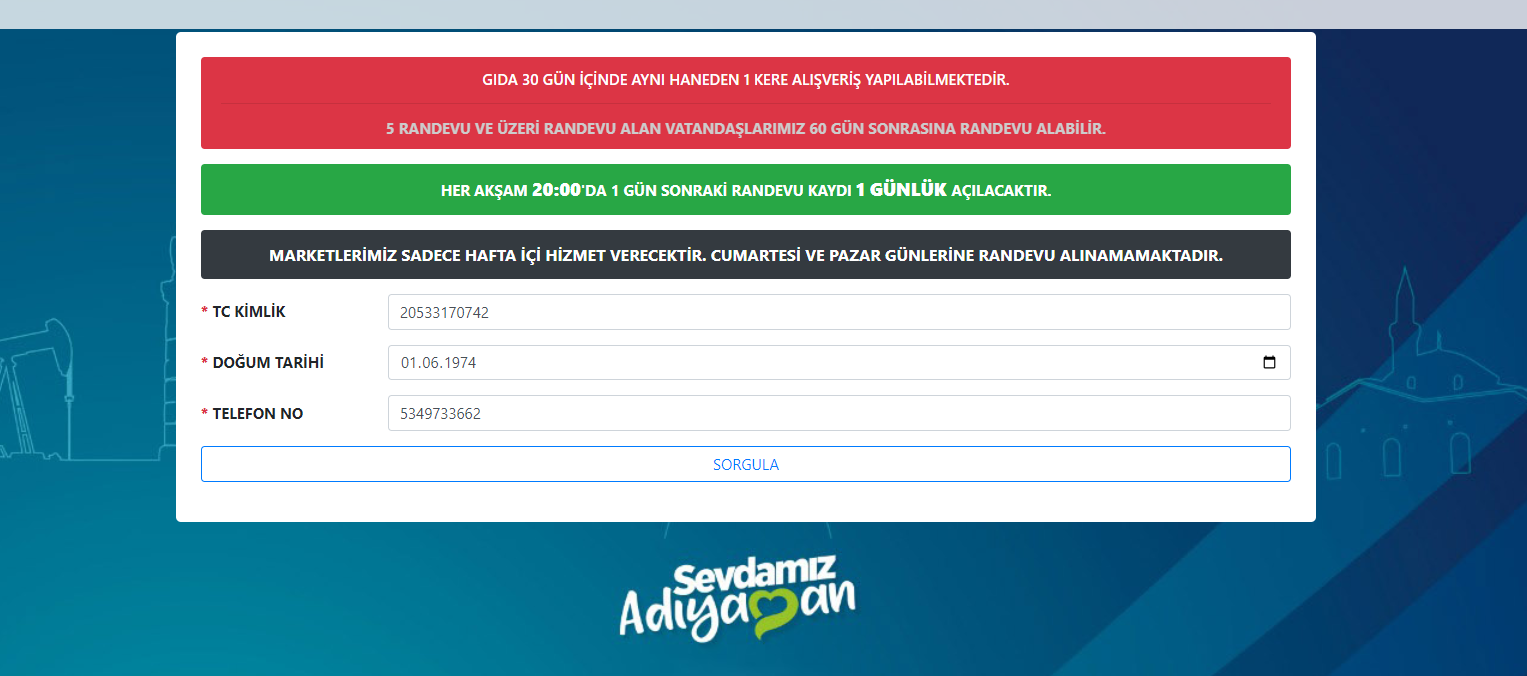 GIDA 30 GÜN İÇİNDE AYNI HANEDEN 1 KERE ALIŞVERİŞ YAPILABİLMEKTEDİR.
5 RANDEVU VE ÜZERİ RANDEVU ALAN VATANDAŞLARIMIZ 60 GÜN SONRASINA RANDEVU ALABİLİR.
HER AKŞAM 20:00'DA 1 GÜN SONRAKİ RANDEVU KAYDI 1 GÜNLÜK AÇILACAKTIR.
MARKETLERİMİZ SADECE HAFTA İÇİ HİZMET VERECEKTİR. CUMARTESİ VE PAZAR GÜNLERİNE RANDEVU ALINAMAMAKTADIR.
* TC KİMLİK 20533170742
* DOĞUM TARİHİ 01.06.1974
* TELEFON NO 5349733662
SORGULA
Sevdamız
Adıyaman